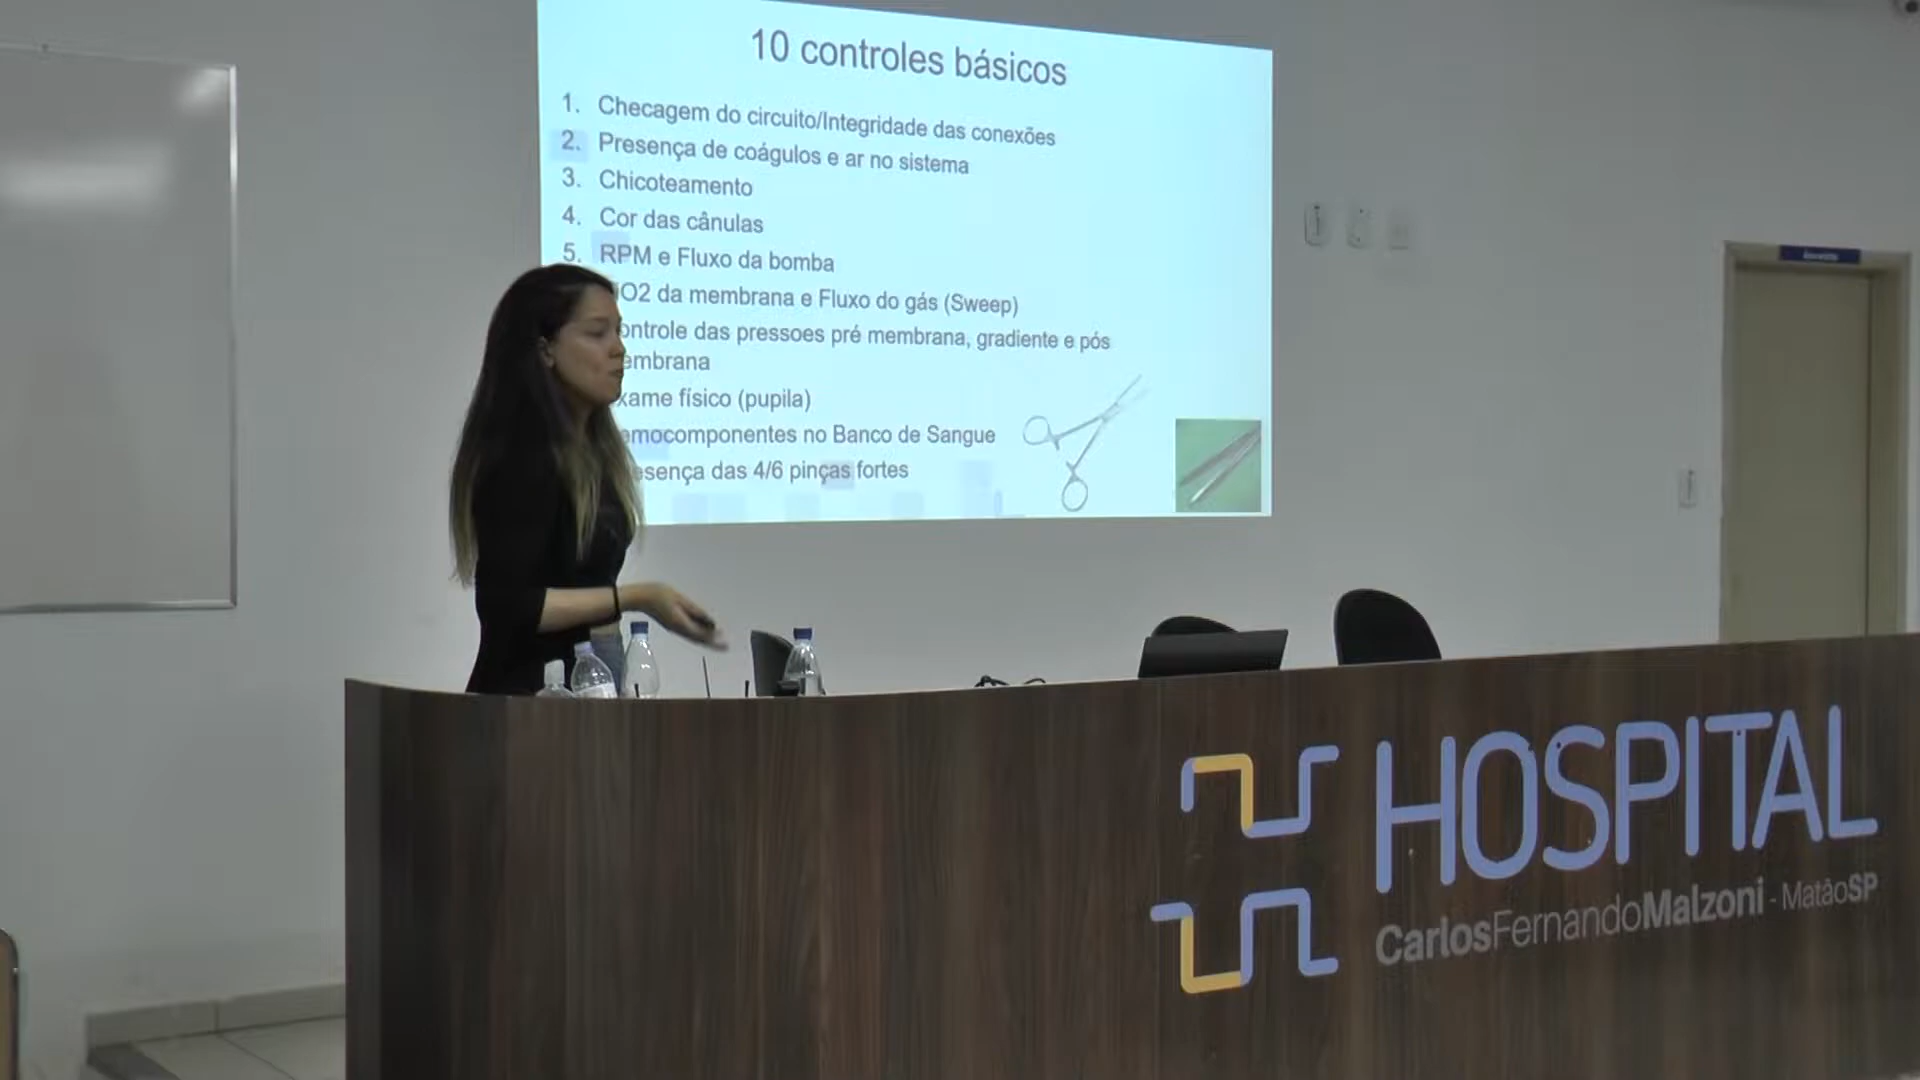 10 controles básicos
1. Checagem do circuito/Integridade das conexões
2. Presença de coágulos e ar no sistema
3. Chicoteamento
4. Cor das cânulas
5. RPM e Fluxo da bomba
iO2 da membrana e Fluxo do gás (Sweep)
ontrole das pressoes pré membrana, gradiente e pós
embrana
xame físico (pupila)
emocomponentes no Banco de Sangue
esença das 4/6 pinças fortes
HOSPITAL
CarlosFernandoMalzoni - MatãoSP